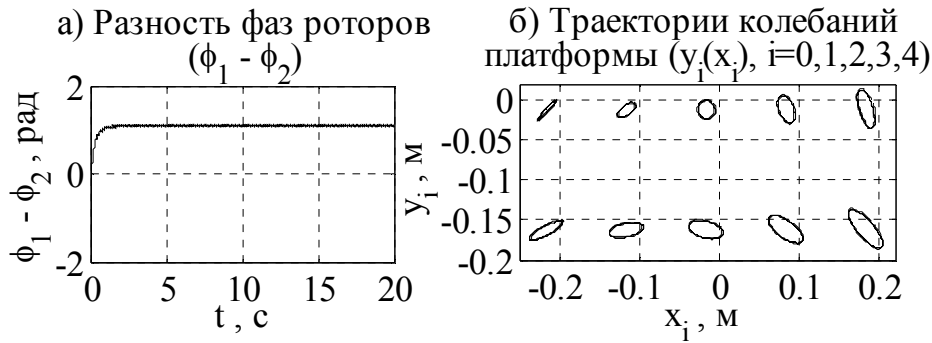 а) Разность фаз роторов
(ϕ₁ - ϕ₂)
2
0
-2
ϕ₁ - ϕ₂ , рад
0 5 10 15 20
t , с
б) Траектории колебаний
платформы (yᵢ(xᵢ), i=0,1,2,3,4)
0
-0.05
-0.1
-0.15
-0.2
yᵢ , м
-0.2 -0.1 0 0.1 0.2
xᵢ , м